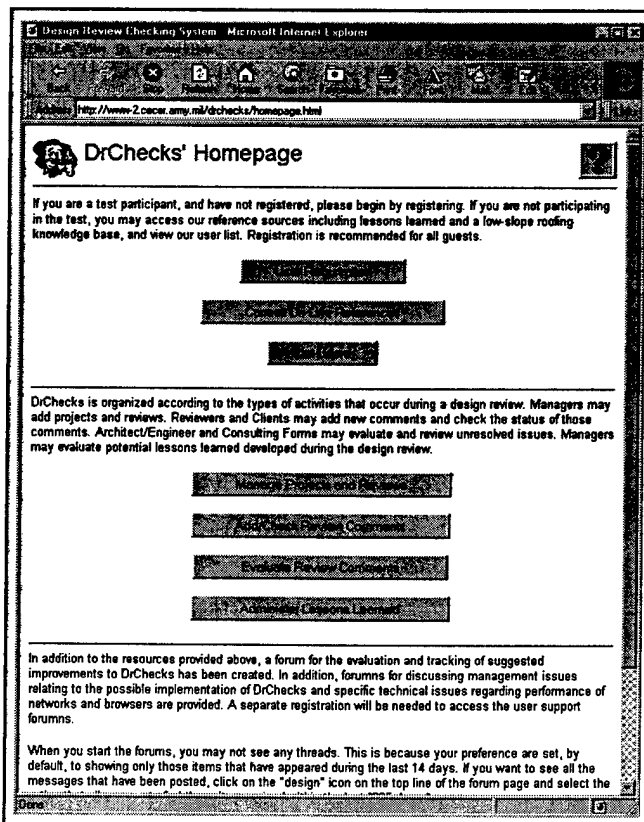 Design Review Checking System - Microsoft Internet Explorer
Back Stop
http://www-2.cecer.army.mil/drchecks/homepage.html
DrChecks' Homepage
If you are a test participant, and have not registered, please begin by registering. If you are not participating
in the test, you may access our reference sources including lessons learned and a low-slope roofing
knowledge base, and view our user list. Registration is recommended for all guests.
DrChecks is organized according to the types of activities that occur during a design review. Managers may
add projects and reviews. Reviewers and Clients may add new comments and check the status of those
comments. Architect/Engineer and Consulting Forms may evaluate and review unresolved issues. Managers
may evaluate potential lessons learned developed during the design review.
Manage Projects and Reviews
Add/Check Review Comments
Evaluate Review Comments
Administer Lessons Learned
In addition to the resources provided above, a forum for the evaluation and tracking of suggested
improvements to DrChecks has been created. In addition, forumns for discussing management issues
relating to the possible implementation of DrChecks and specific technical issues regarding performance of
networks and browsers are provided. A separate registration will be needed to access the user support
forumns.
When you start the forums, you may not see any threads. This is because your preference are set, by
default, to showing only those items that have appeared during the last 14 days. If you want to see all the
messages that have been posted, click on the "design" icon on the top line of the forum page and select the
Done